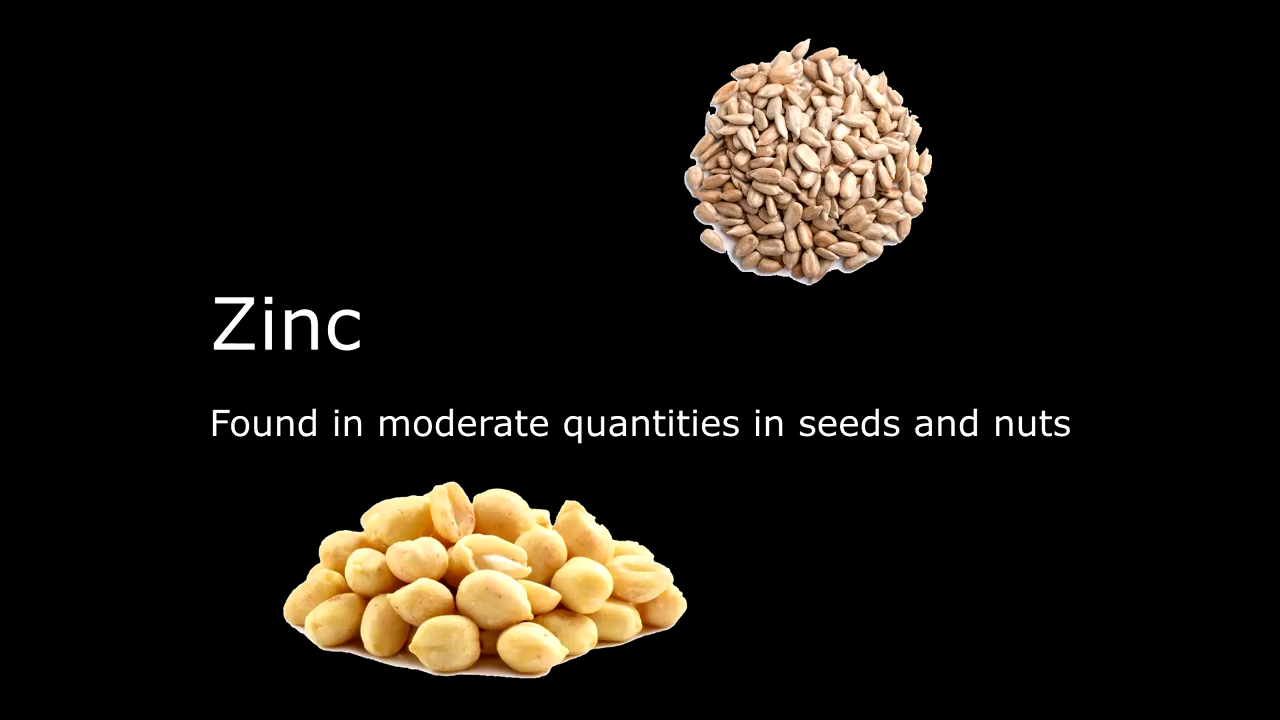 Zinc
Found in moderate quantities in seeds and nuts